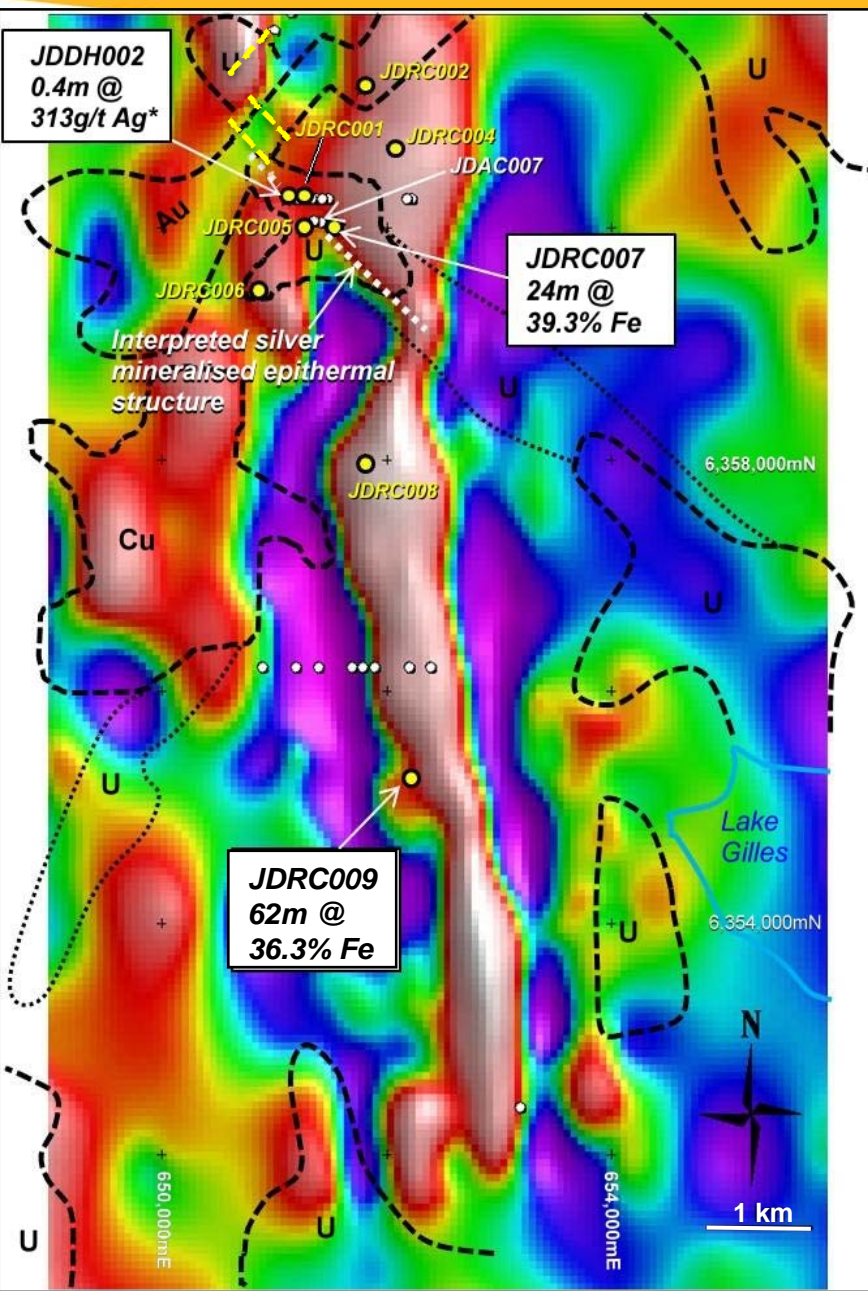 U
U
JDDH002
0.4m @
313g/t Ag*
JDRC002
JDRC001
JDRC004
JDAC007
Au
JDRC005
U
JDRC007
24m @
39.3% Fe
JDRC006
Interpreted silver
mineralised epithermal
structure
U
6,358,000mN
JDRC008
Cu
U
U
Lake
Gilles
JDRC009
62m @
36.3% Fe
U
6,354,000mN
N
650,000mE
654,000mE
1 km
U
U